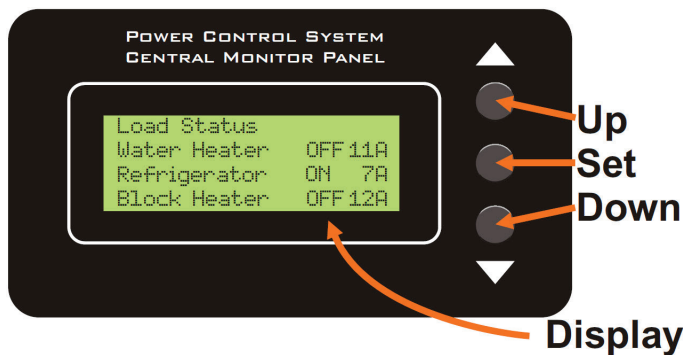 POWER CONTROL SYSTEM
CENTRAL MONITOR PANEL
Load Status
Water Heater OFF 11A
Refrigerator ON 7A
Block Heater OFF 12A
Up
Set
Down
Display